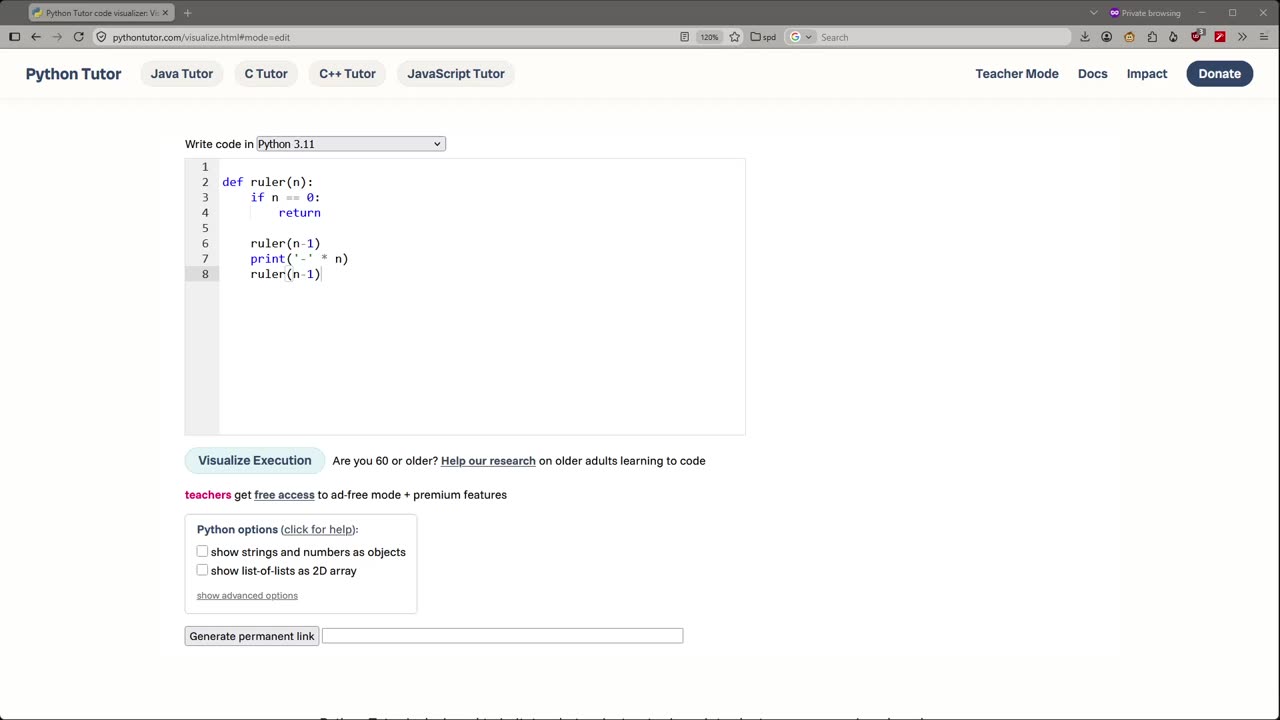 Python Tutor code visualizer: Vi
Private browsing
pythontutor.com/visualize.html#mode=edit
120%
spd
Search
Python Tutor
Java Tutor
C Tutor
C++ Tutor
JavaScript Tutor
Teacher Mode
Docs
Impact
Donate
Write code in Python 3.11
1
2 def ruler(n):
3     if n == 0:
4         return
5
6     ruler(n-1)
7     print('-' * n)
8     ruler(n-1)
Visualize Execution
Are you 60 or older? Help our research on older adults learning to code
teachers get free access to ad-free mode + premium features
Python options (click for help):
show strings and numbers as objects
show list-of-lists as 2D array
show advanced options
Generate permanent link